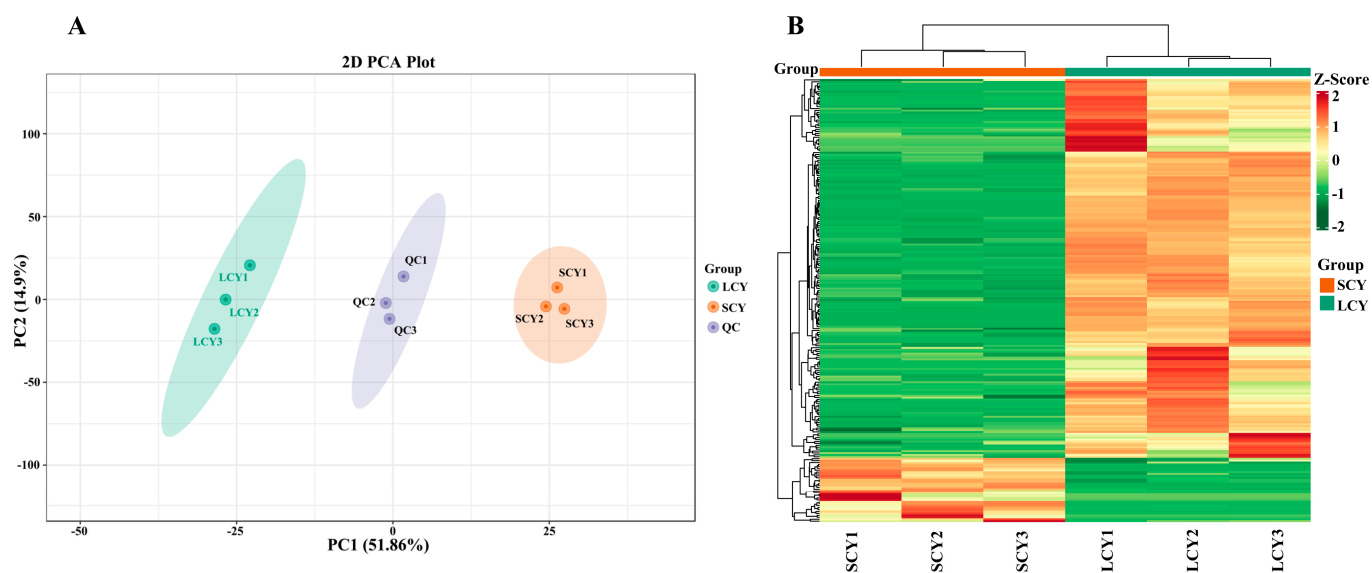 A
2D PCA Plot
PC2 (14.9%)
100
50
0
-50
-100
-50
-25
0
25
PC1 (51.86%)
LCY1
LCY2
LCY3
QC1
QC2
QC3
SCY1
SCY2
SCY3
Group
LCY
SCY
QC
B
Group
Z-Score
2
1
0
-1
-2
Group
SCY
LCY
SCY1
SCY2
SCY3
LCY1
LCY2
LCY3